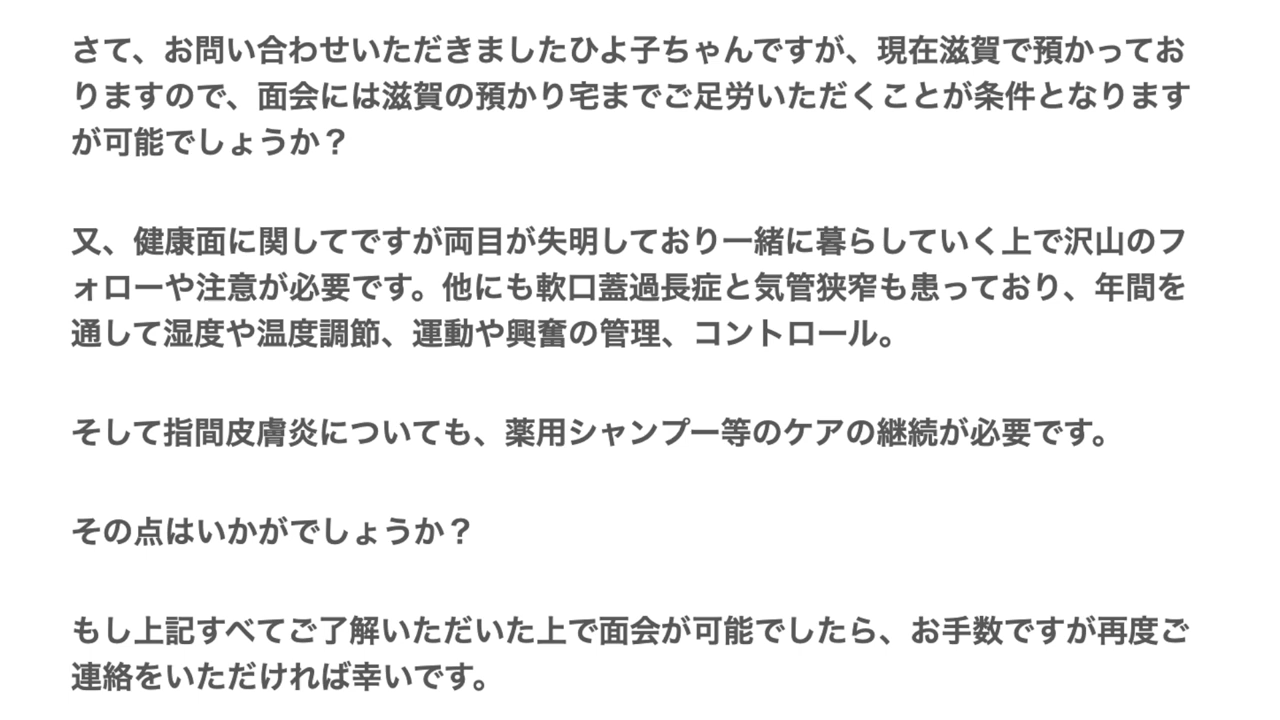 さて、お問い合わせいただきましたひよ子ちゃんですが、現在滋賀で預かってお
りますので、面会には滋賀の預かり宅までご足労いただくことが条件となります
が可能でしょうか？
又、健康面に関してですが両目が失明しており一緒に暮らしていく上で沢山のフ
ォローや注意が必要です。他にも軟口蓋過長症と気管狭窄も患っており、年間を
通して湿度や温度調節、運動や興奮の管理、コントロール。
そして指間皮膚炎についても、薬用シャンプー等のケアの継続が必要です。
その点はいかがでしょうか？
もし上記すべてご了解いただいた上で面会が可能でしたら、お手数ですが再度ご
連絡をいただければ幸いです。